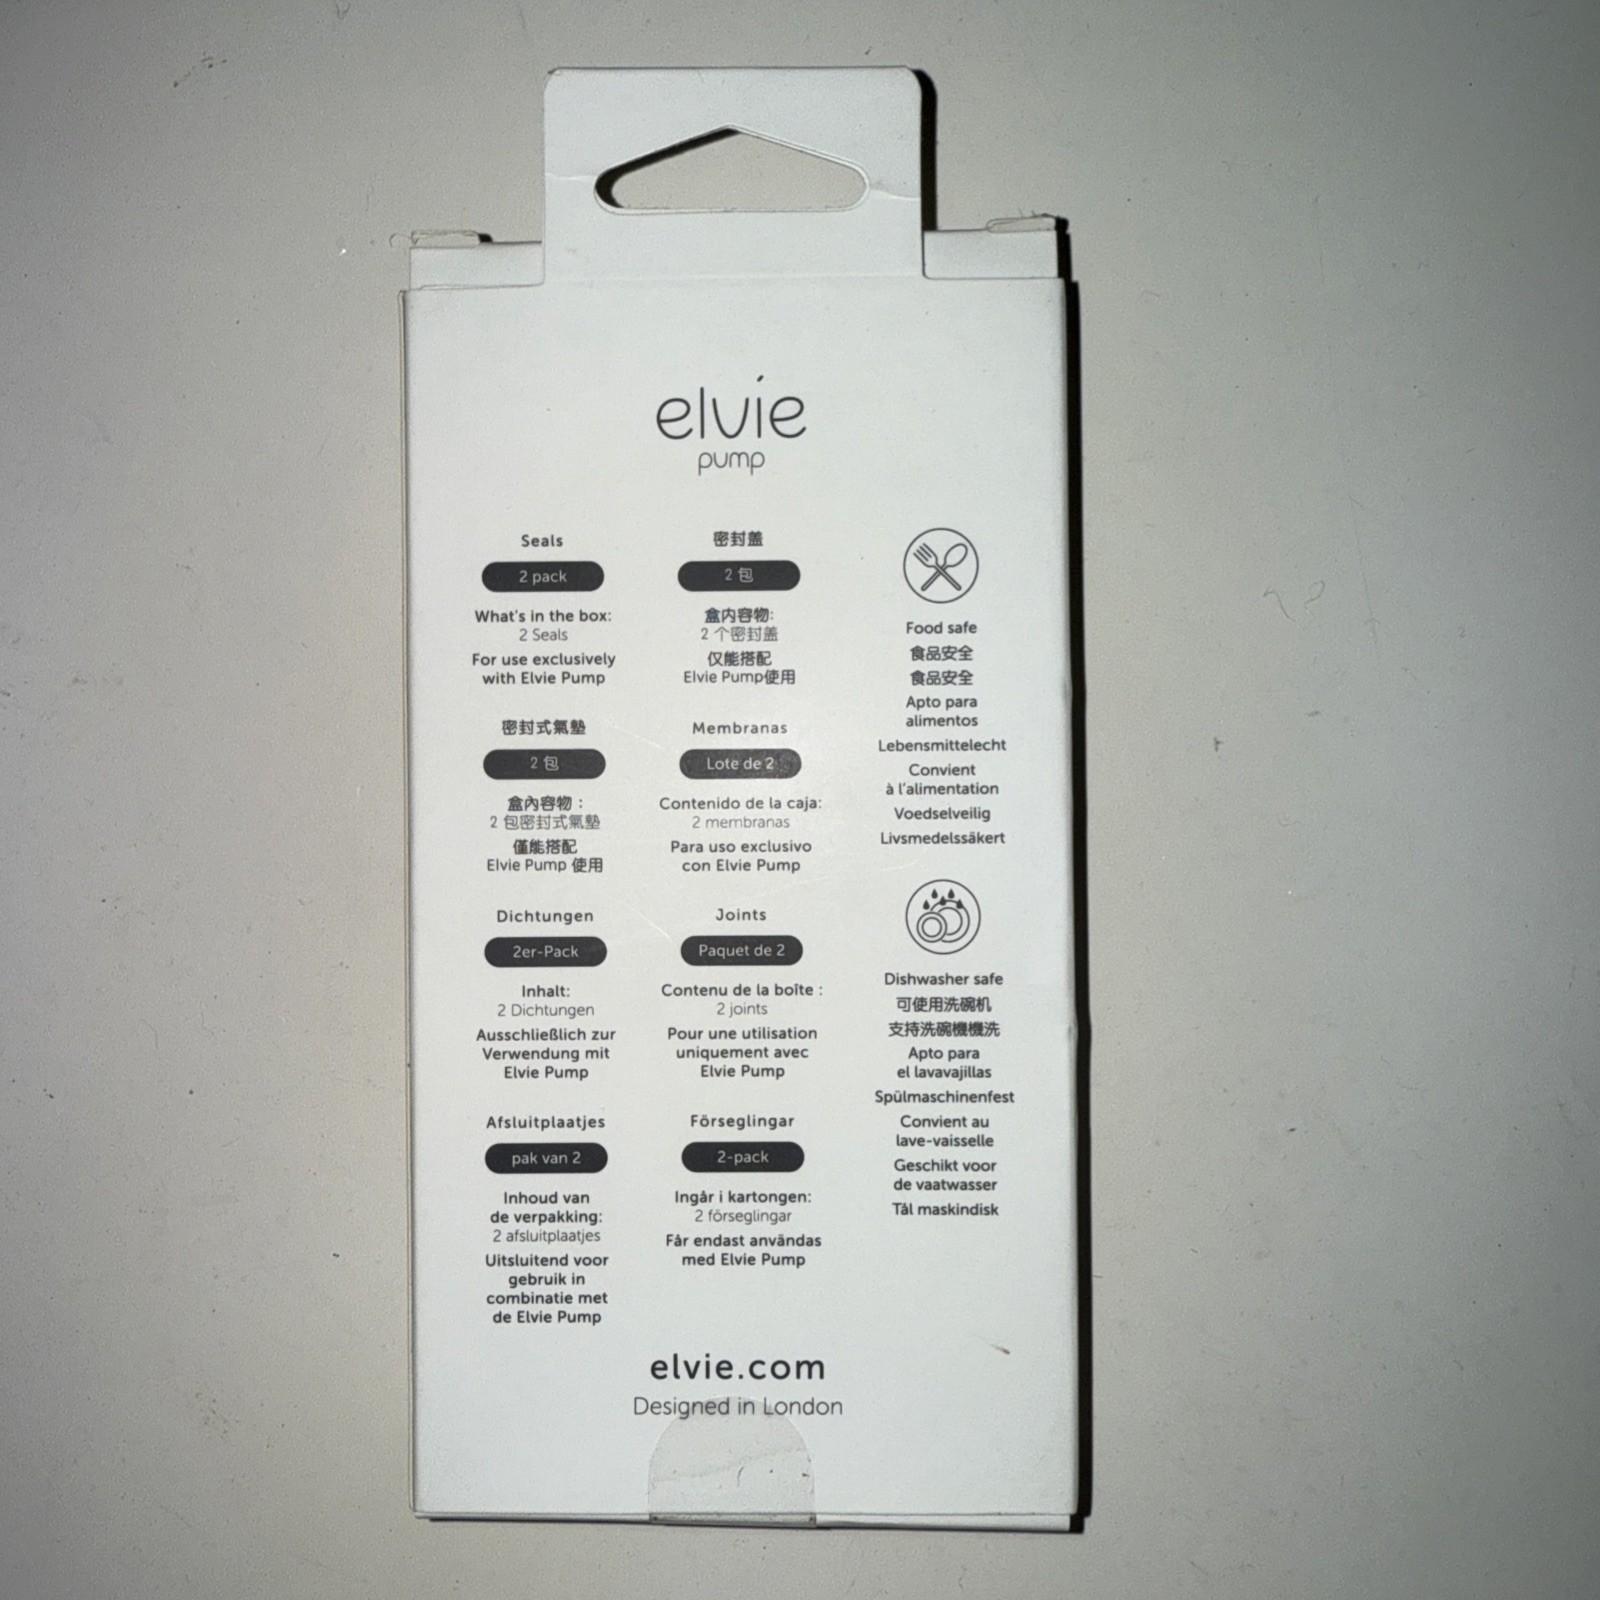 elvie
pump
Seals
2 pack
What's in the box:
2 Seals
For use exclusively
with Elvie Pump
密封盖
2 包
盒内容物:
2 个密封盖
仅能搭配
Elvie Pump使用
密封式氣墊
2 包
盒內容物：
2 包密封式氣墊
僅能搭配
Elvie Pump 使用
Membranas
Lote de 2
Contenido de la caja:
2 membranas
Para uso exclusivo
con Elvie Pump
Dichtungen
2er-Pack
Inhalt:
2 Dichtungen
Ausschließlich zur
Verwendung mit
Elvie Pump
Joints
Paquet de 2
Contenu de la boîte :
2 joints
Pour une utilisation
uniquement avec
Elvie Pump
Afsluitplaatjes
pak van 2
Inhoud van
de verpakking:
2 afsluitplaatjes
Uitsluitend voor
gebruik in
combinatie met
de Elvie Pump
Förseglingar
2-pack
Ingår i kartongen:
2 förseglingar
Får endast användas
med Elvie Pump
Food safe
食品安全
食品安全
Apto para
alimentos
Lebensmittelecht
Convient
à l'alimentation
Voedselveilig
Livsmedelssäkert
Dishwasher safe
可使用洗碗机
支持洗碗機機洗
Apto para
el lavavajillas
Spülmaschinenfest
Convient au
lave-vaisselle
Geschikt voor
de vaatwasser
Tål maskindisk
elvie.com
Designed in London